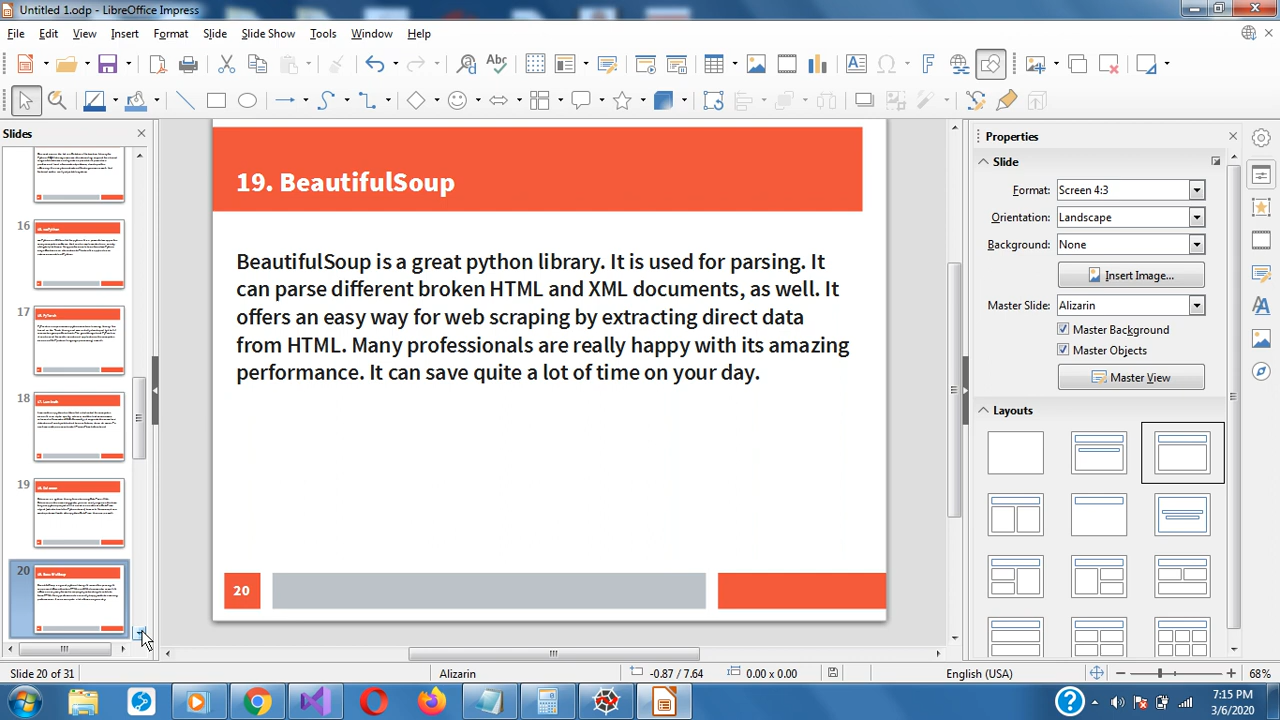 Untitled 1.odp - LibreOffice Impress
File Edit View Insert Format Slide Slide Show Tools Window Help
Slides
16
17
18
19
20
19. BeautifulSoup
BeautifulSoup is a great python library. It is used for parsing. It
can parse different broken HTML and XML documents, as well. It
offers an easy way for web scraping by extracting direct data
from HTML. Many professionals are really happy with its amazing
performance. It can save quite a lot of time on your day.
20
Properties
Slide
Format: Screen 4:3
Orientation: Landscape
Background: None
Insert Image...
Master Slide: Alizarin
Master Background
Master Objects
Master View
Layouts
Slide 20 of 31 Alizarin -0.87 / 7.64 0.00 x 0.00 English (USA) 68%
7:15 PM
3/6/2020